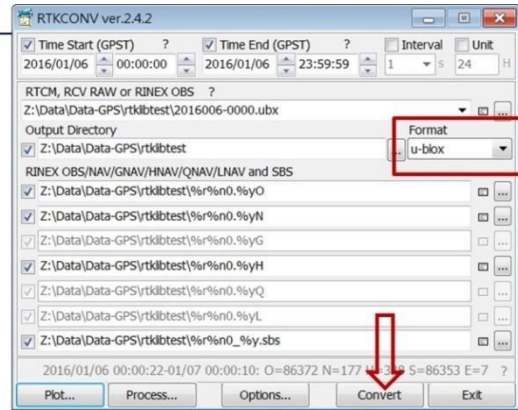 RTKCONV ver.2.4.2
Time Start (GPST) ? Time End (GPST) ? Interval Unit
2016/01/06 00:00:00 2016/01/06 23:59:59 1 s 24 H
RTCM, RCV RAW or RINEX OBS ?
Z:\Data\Data-GPS\rtklibtest\2016006-0000.ubx ...
Output Directory Format
Z:\Data\Data-GPS\rtklibtest ... u-blox
RINEX OBS/NAV/GNAV/HNAV/QNAV/LNAV and SBS
Z:\Data\Data-GPS\rtklibtest\%r%n0.%yO ...
Z:\Data\Data-GPS\rtklibtest\%r%n0.%yN ...
Z:\Data\Data-GPS\rtklibtest\%r%n0.%yG ...
Z:\Data\Data-GPS\rtklibtest\%r%n0.%yH ...
Z:\Data\Data-GPS\rtklibtest\%r%n0.%yQ ...
Z:\Data\Data-GPS\rtklibtest\%r%n0.%yL ...
Z:\Data\Data-GPS\rtklibtest\%r%n0_%y.sbs ...
2016/01/06 00:00:22-01/07 00:00:10: O=86372 N=177 S=86353 E=7 ?
Plot... Process... Options... Convert Exit